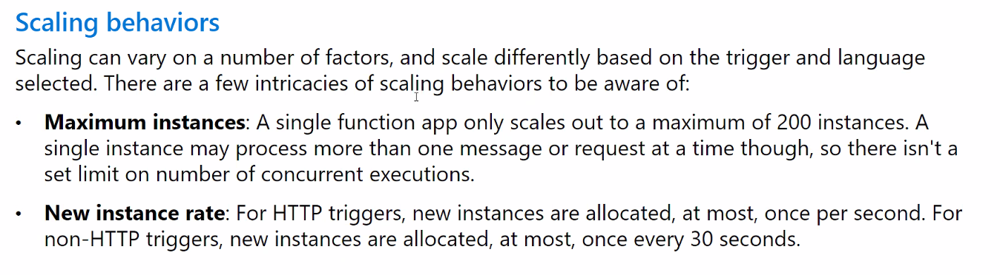 Scaling behaviors
Scaling can vary on a number of factors, and scale differently based on the trigger and language
selected. There are a few intricacies of scaling behaviors to be aware of:
• Maximum instances: A single function app only scales out to a maximum of 200 instances. A
single instance may process more than one message or request at a time though, so there isn't a
set limit on number of concurrent executions.
• New instance rate: For HTTP triggers, new instances are allocated, at most, once per second. For
non-HTTP triggers, new instances are allocated, at most, once every 30 seconds.